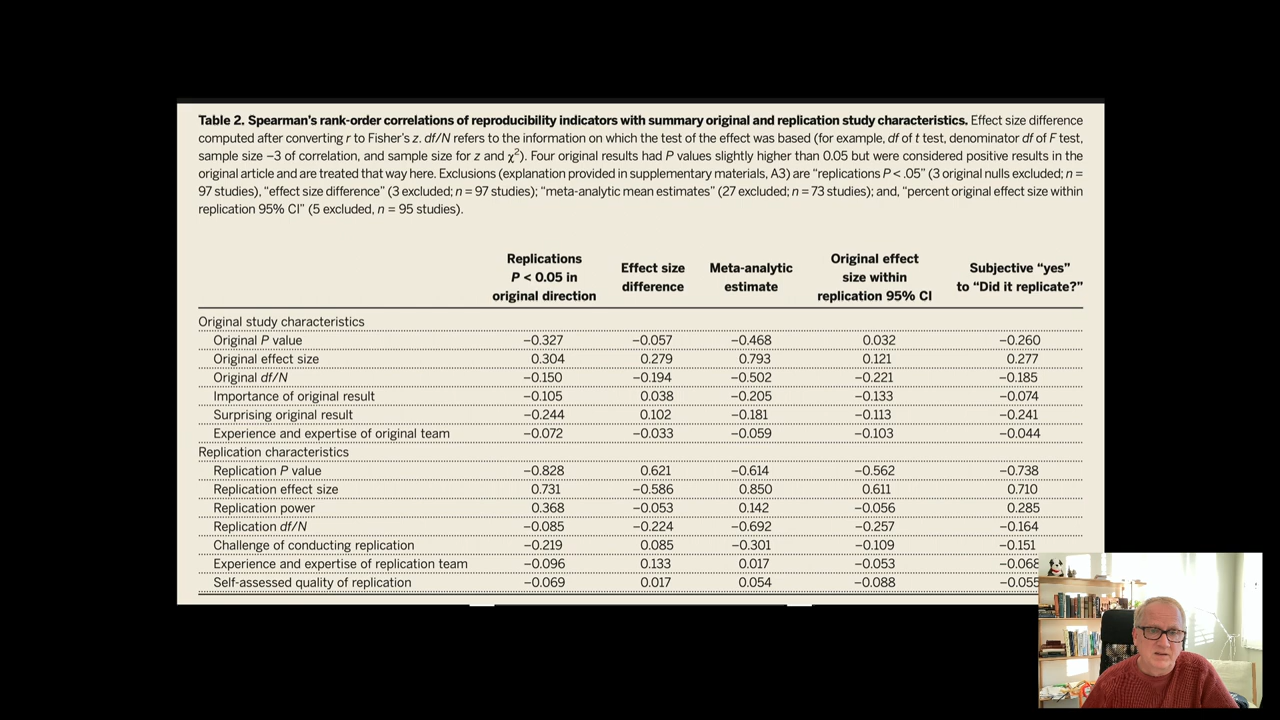 Table 2. Spearman’s rank-order correlations of reproducibility indicators with summary original and replication study characteristics. Effect size difference
computed after converting r to Fisher’s z. df/N refers to the information on which the test of the effect was based (for example, df of t test, denominator df of F test,
sample size –3 of correlation, and sample size for z and χ²). Four original results had P values slightly higher than 0.05 but were considered positive results in the
original article and are treated that way here. Exclusions (explanation provided in supplementary materials, A3) are “replications P < .05” (3 original nulls excluded; n =
97 studies), “effect size difference” (3 excluded; n = 97 studies); “meta-analytic mean estimates” (27 excluded; n = 73 studies); and, “percent original effect size within
replication 95% CI” (5 excluded, n = 95 studies).
Replications
P < 0.05 in
original direction
Effect size
difference
Meta-analytic
estimate
Original effect
size within
replication 95% CI
Subjective “yes”
to “Did it replicate?”
Original study characteristics
Original P value −0.327 −0.057 −0.468 0.032 −0.260
Original effect size 0.304 0.279 0.793 0.121 0.277
Original df/N −0.150 −0.194 −0.502 −0.221 −0.185
Importance of original result −0.105 0.038 −0.205 −0.133 −0.074
Surprising original result −0.244 0.102 −0.181 −0.113 −0.241
Experience and expertise of original team −0.072 −0.033 −0.059 −0.103 −0.044
Replication characteristics
Replication P value −0.828 0.621 −0.614 −0.562 −0.738
Replication effect size 0.731 −0.586 0.850 0.611 0.710
Replication power 0.368 −0.053 0.142 −0.056 0.285
Replication df/N −0.085 −0.224 −0.692 −0.257 −0.164
Challenge of conducting replication −0.219 0.085 −0.301 −0.109 −0.151
Experience and expertise of replication team −0.096 0.133 0.017 −0.053 −0.068
Self-assessed quality of replication −0.069 0.017 0.054 −0.088 −0.055